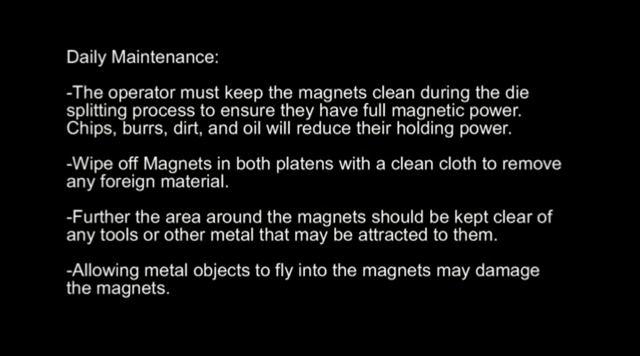 Daily Maintenance:
-The operator must keep the magnets clean during the die
splitting process to ensure they have full magnetic power.
Chips, burrs, dirt, and oil will reduce their holding power.
-Wipe off Magnets in both platens with a clean cloth to remove
any foreign material.
-Further the area around the magnets should be kept clear of
any tools or other metal that may be attracted to them.
-Allowing metal objects to fly into the magnets may damage
the magnets.